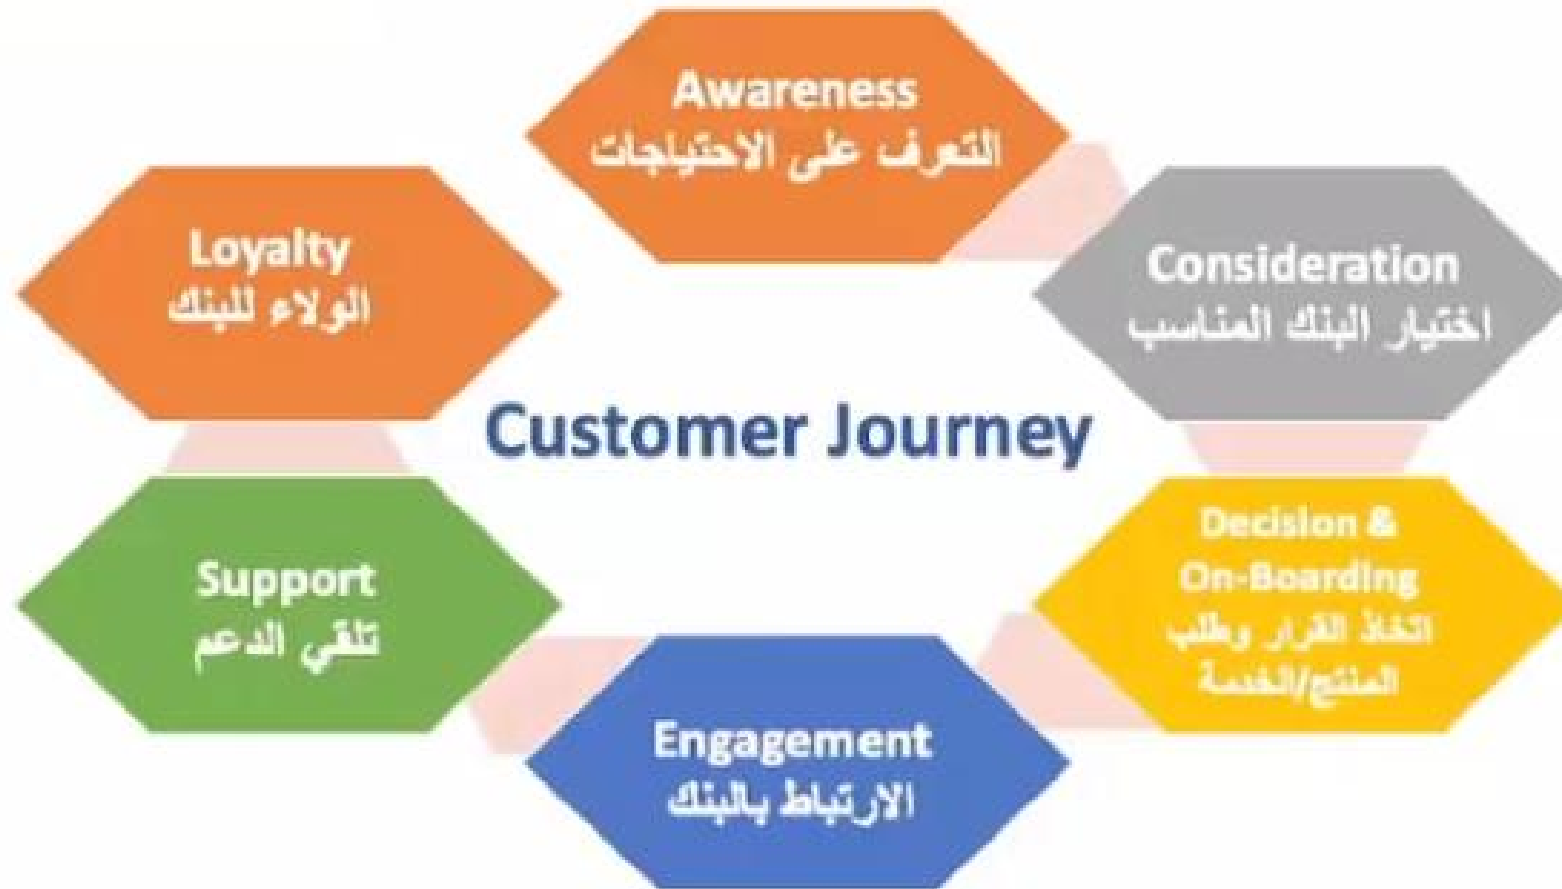 Awareness
التعرف على الاحتياجات
Consideration
اختيار البنك المناسب
Decision &
On-Boarding
اتخاذ القرار وطلب
المنتج/الخدمة
Engagement
الارتباط بالبنك
Support
تلقي الدعم
Loyalty
الولاء للبنك
Customer Journey